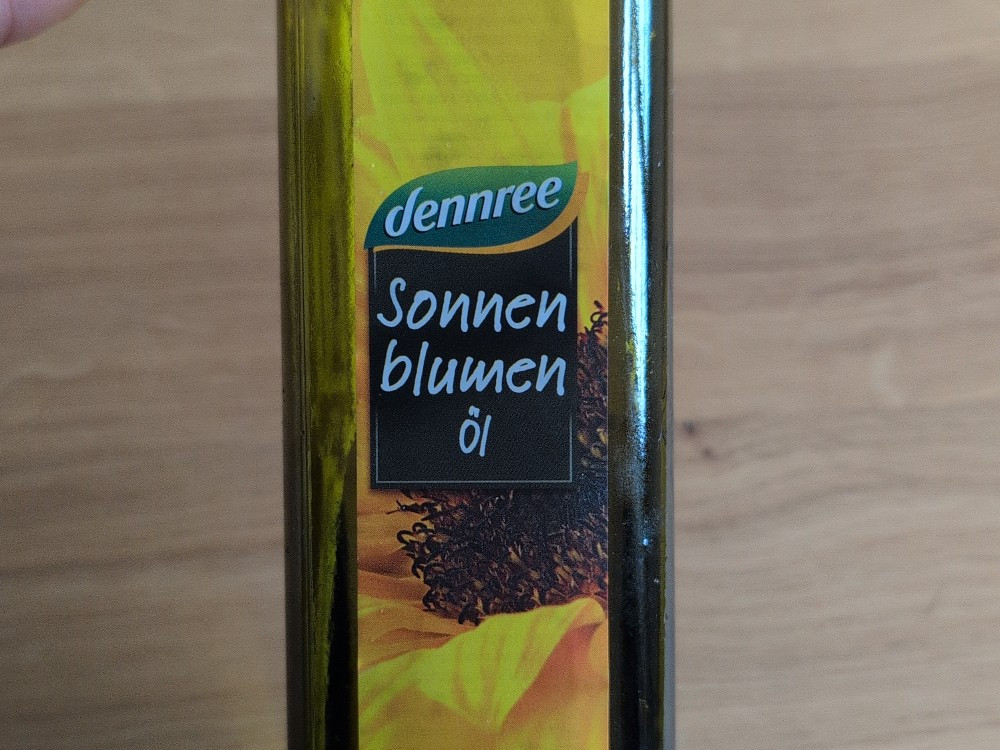 dennree
Sonnen
blumen
öl